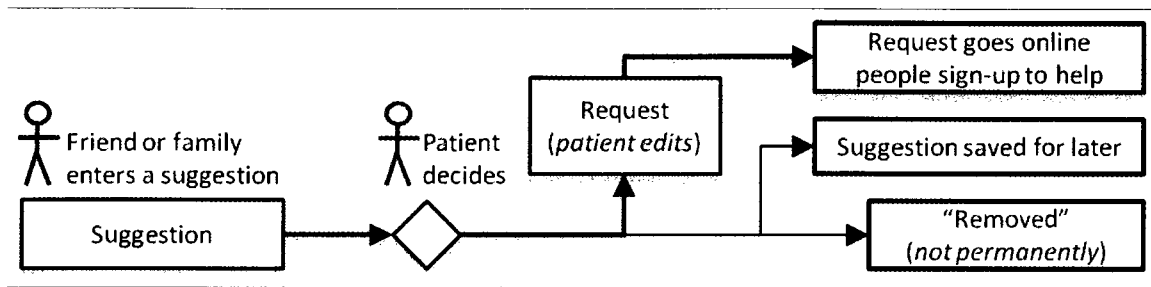 Friend or family
enters a suggestion
Suggestion
Patient
decides
Request
(patient edits)
Request goes online
people sign-up to help
Suggestion saved for later
“Removed”
(not permanently)